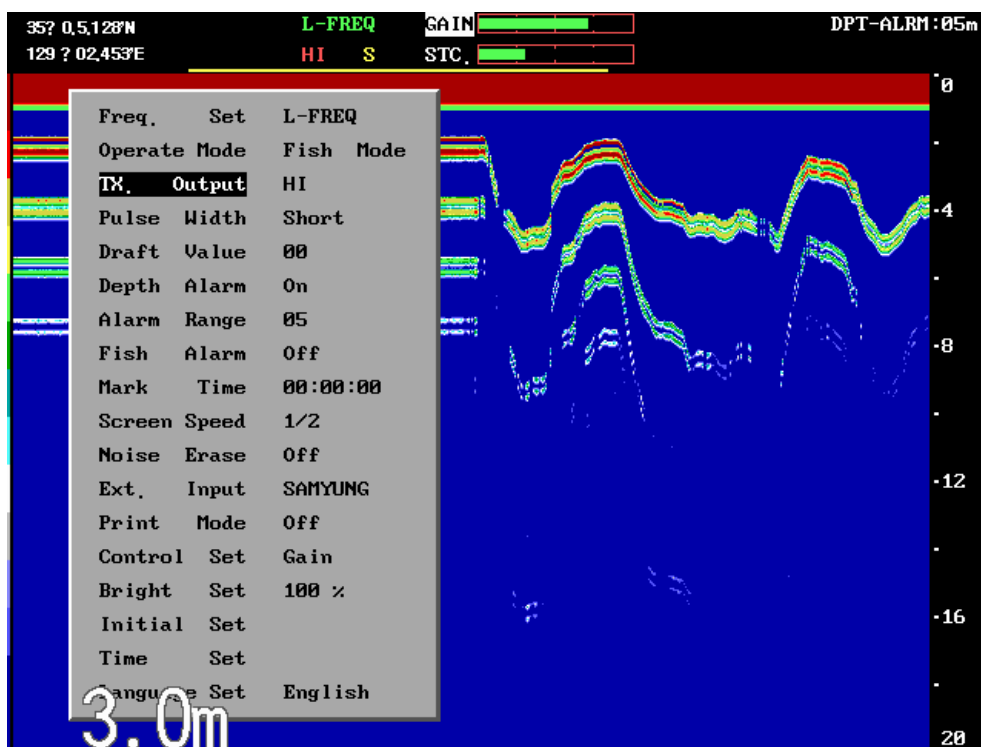 35? 0,5,128'N L-FREQ GAIN DPT-ALRM:05m
129 ? 02,453'E HI S STC.
Freq. Set L-FREQ
Operate Mode Fish Mode
TX. Output HI
Pulse Width Short
Draft Value 00
Depth Alarm On
Alarm Range 05
Fish Alarm Off
Mark Time 00:00:00
Screen Speed 1/2
Noise Erase Off
Ext. Input SAMYUNG
Print Mode Off
Control Set Gain
Bright Set 100 %
Initial Set
Time Set
Language Set English
3.0m
0
4
8
12
16
20